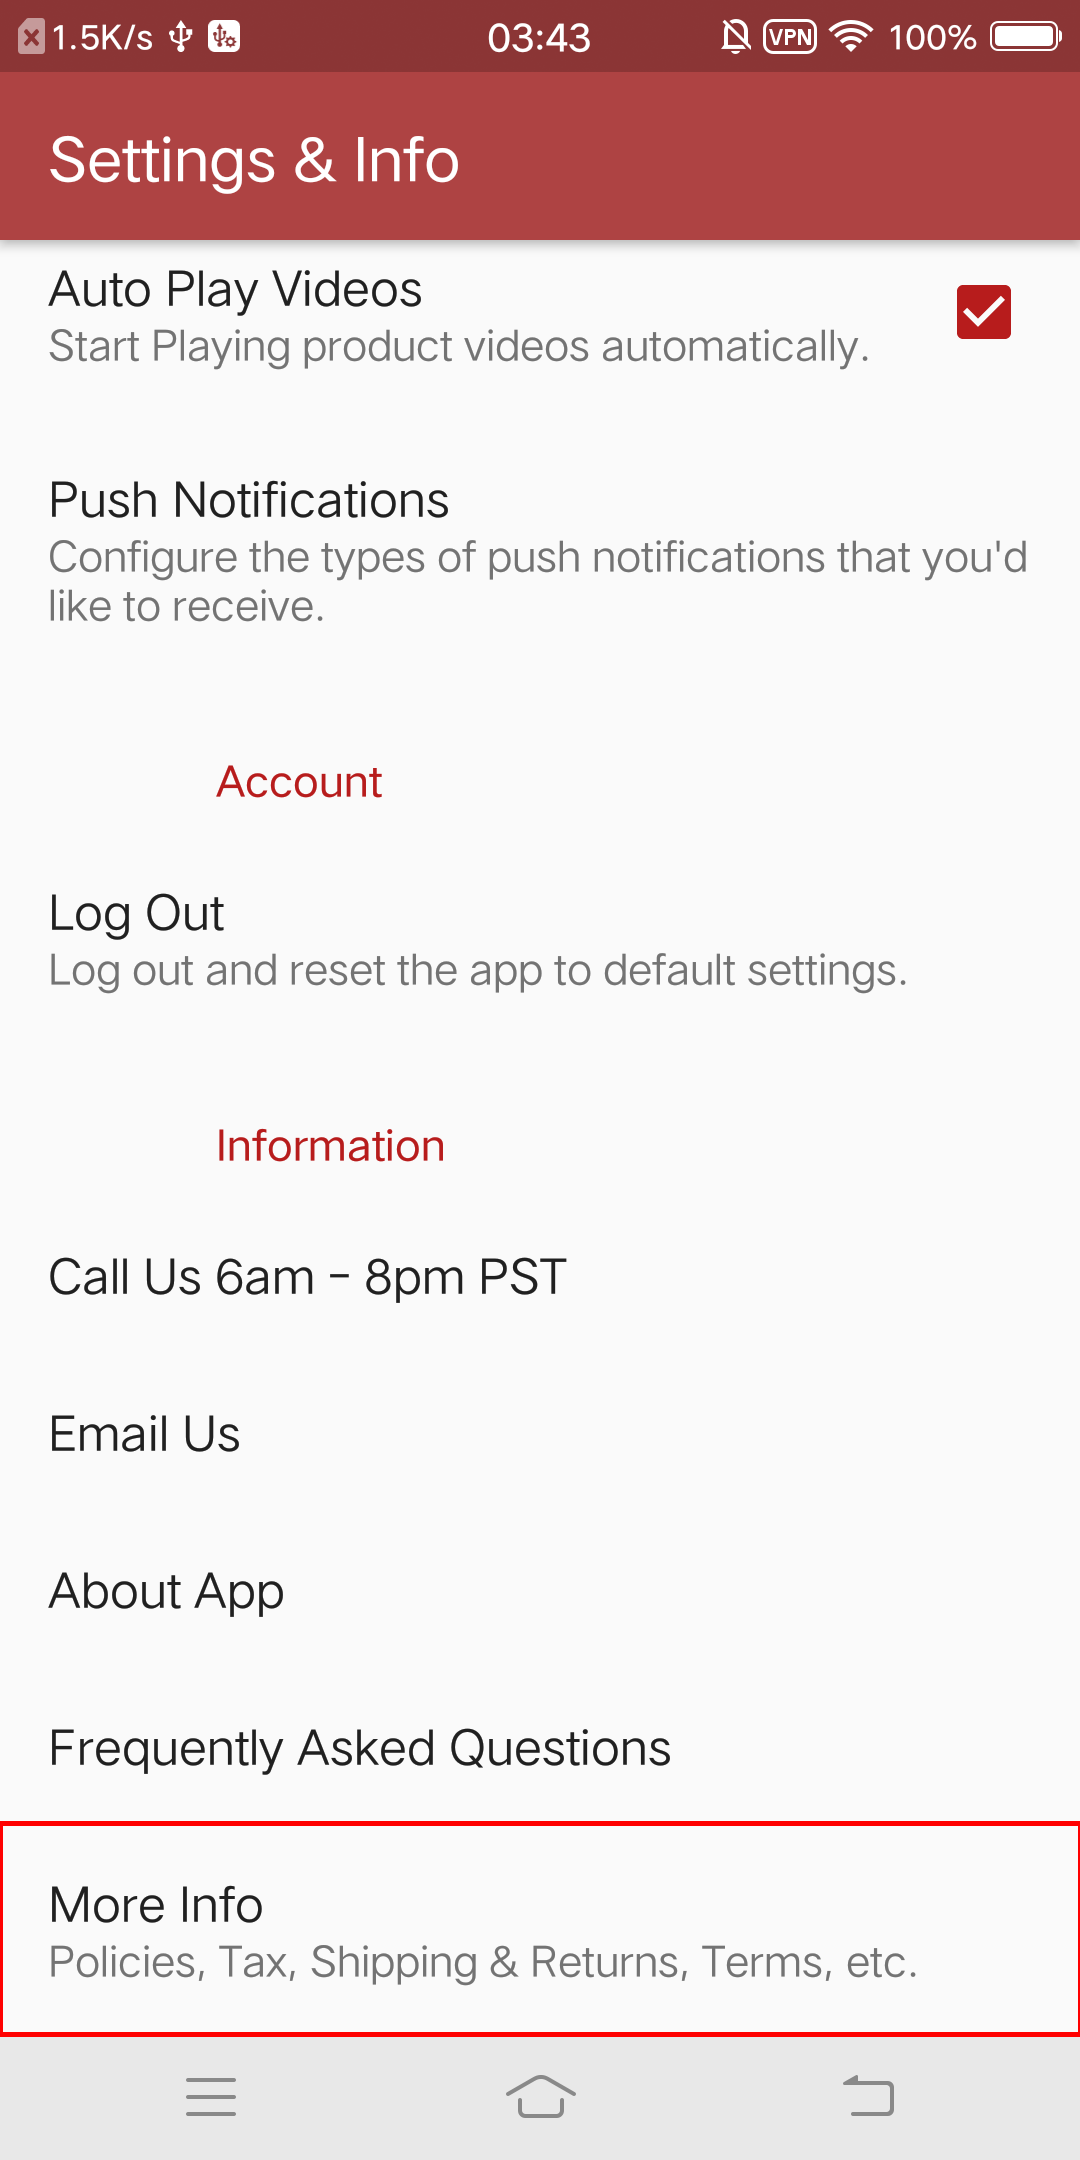 1.5K/s 03:43 VPN 100%
Settings & Info
Auto Play Videos
Start Playing product videos automatically.
Push Notifications
Configure the types of push notifications that you'd
like to receive.
Account
Log Out
Log out and reset the app to default settings.
Information
Call Us 6am - 8pm PST
Email Us
About App
Frequently Asked Questions
More Info
Policies, Tax, Shipping & Returns, Terms, etc.